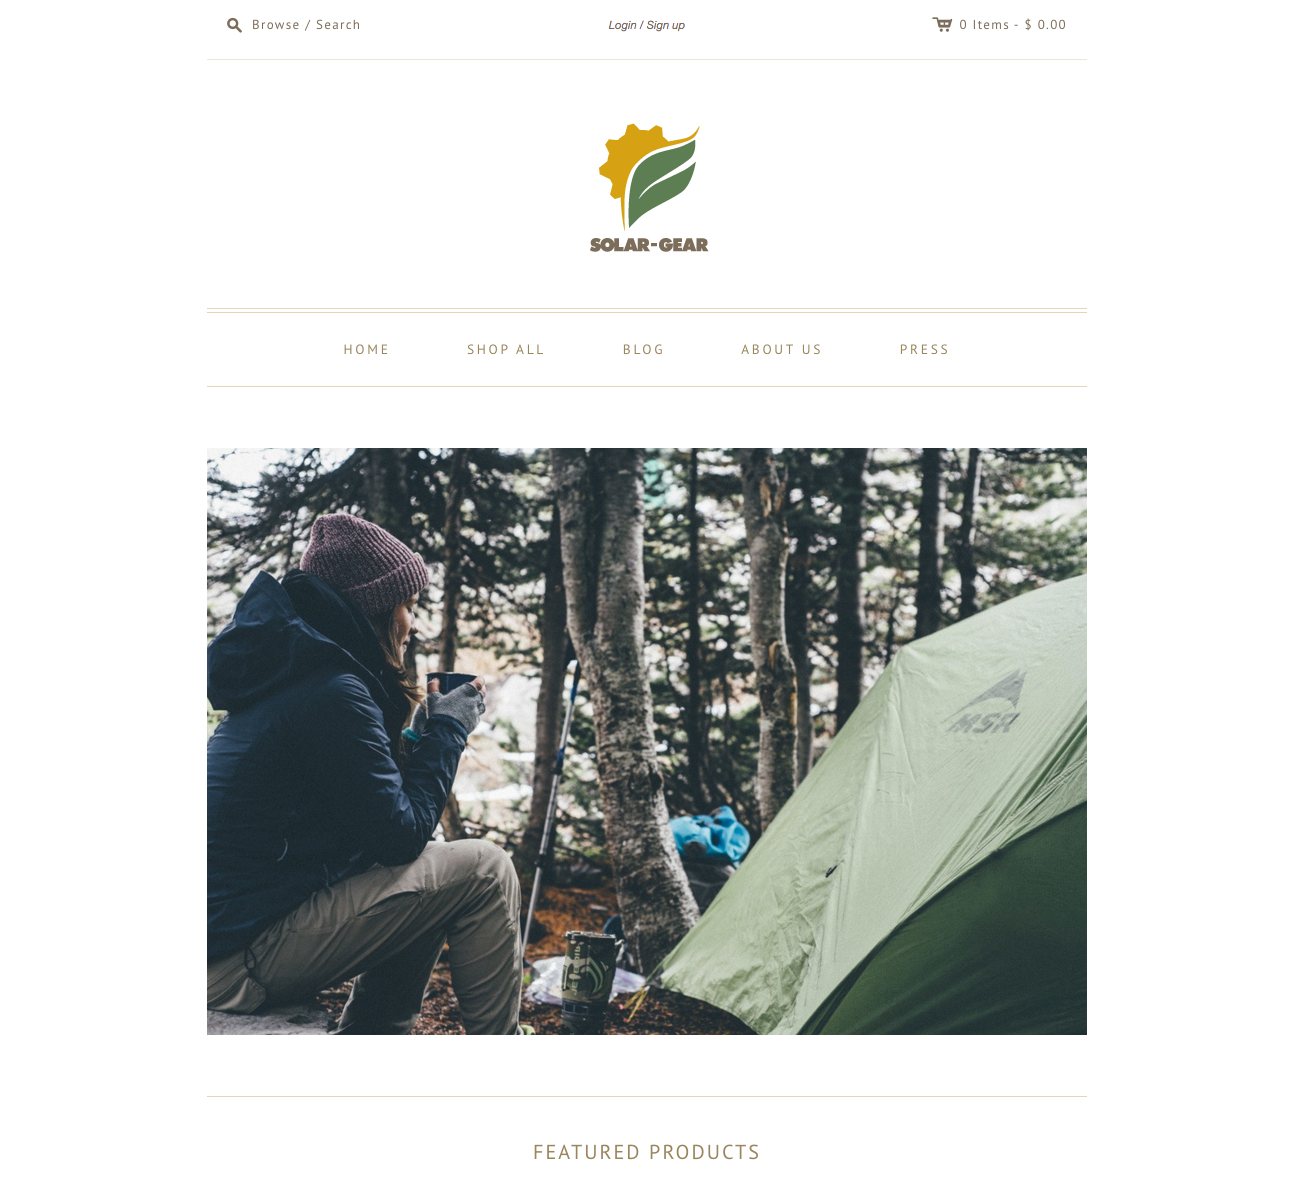 Browse / Search
Login / Sign up
0 Items - $ 0.00
SOLAR-GEAR
HOME
SHOP ALL
BLOG
ABOUT US
PRESS
MSR
FEATURED PRODUCTS